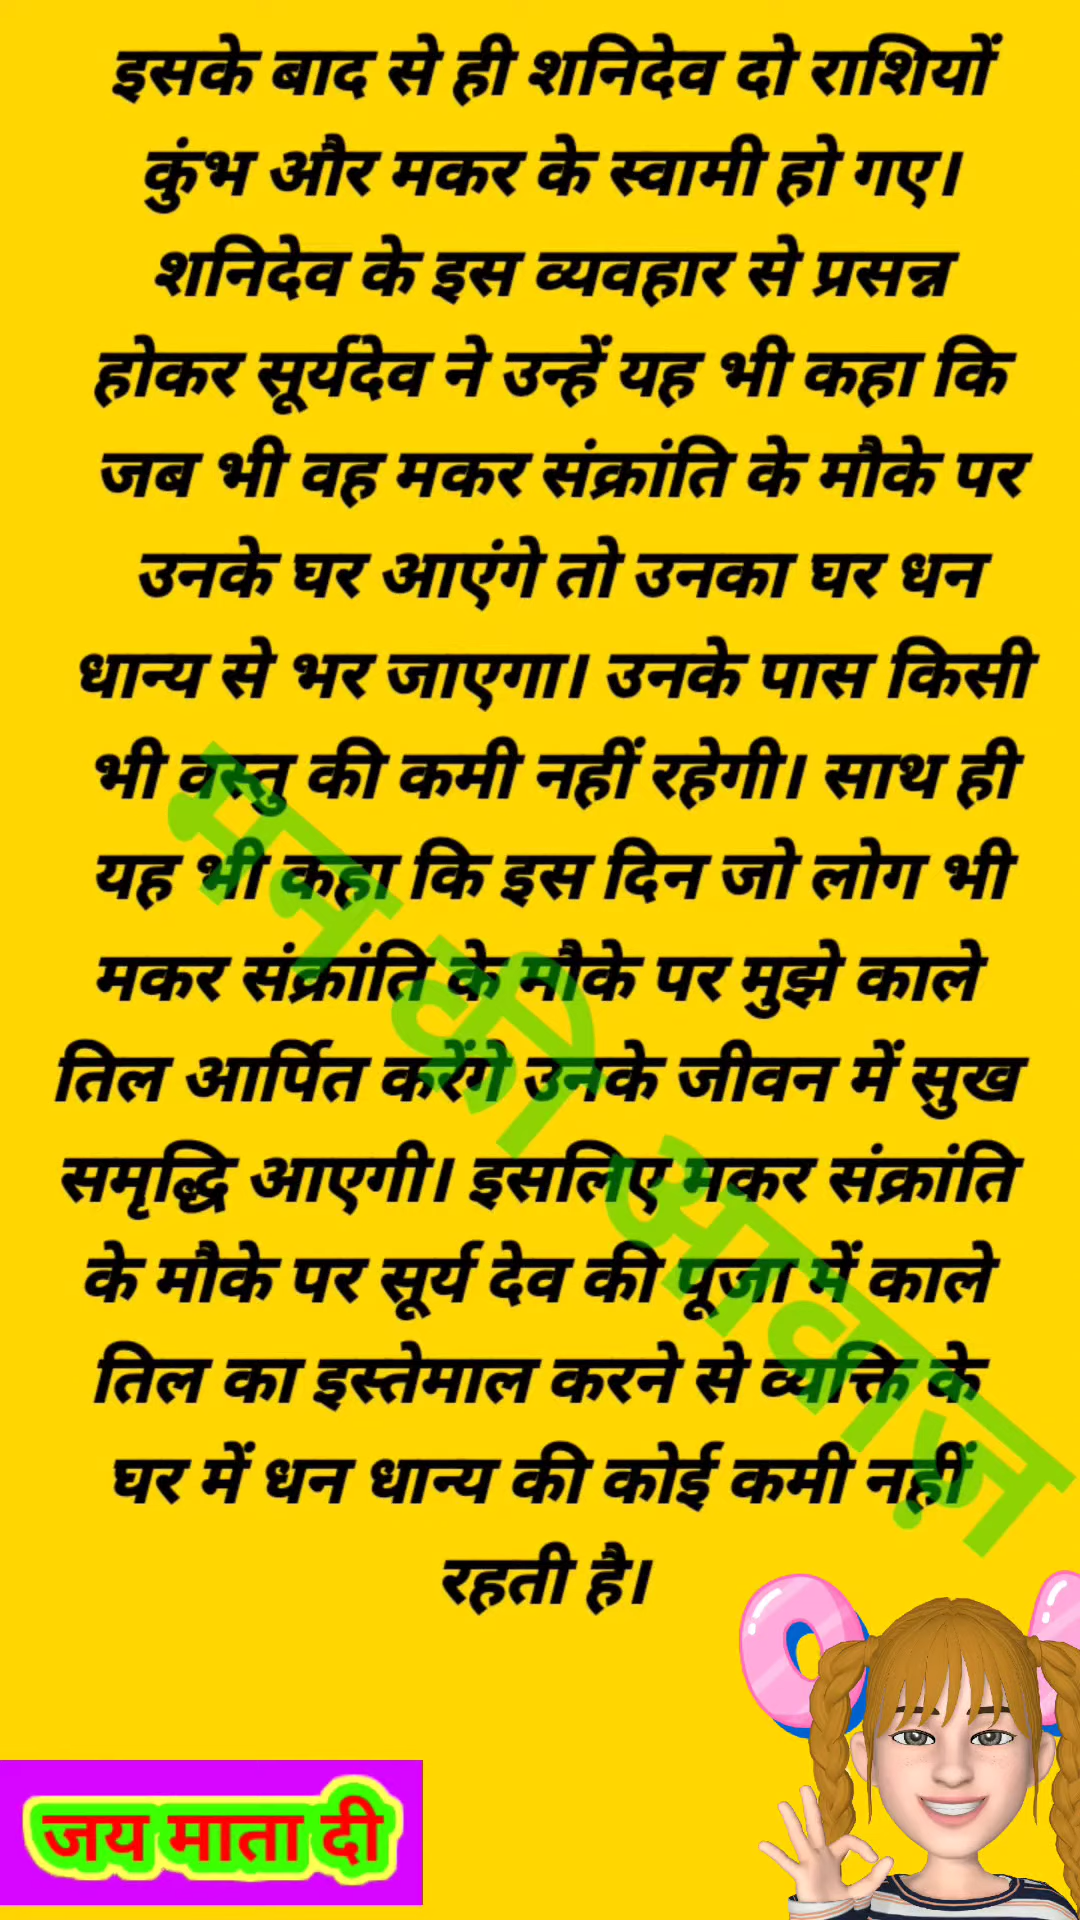 इसके बाद से ही शनिदेव दो राशियों
कुंभ और मकर के स्वामी हो गए।
शनिदेव के इस व्यवहार से प्रसन्न
होकर सूर्यदेव ने उन्हें यह भी कहा कि
जब भी वह मकर संक्रांति के मौके पर
उनके घर आएंगे तो उनका घर धन
धान्य से भर जाएगा। उनके पास किसी
भी वस्तु की कमी नहीं रहेगी। साथ ही
यह भी कहा कि इस दिन जो लोग भी
मकर संक्रांति के मौके पर मुझे काले
तिल आर्पित करेंगे उनके जीवन में सुख
समृद्धि आएगी। इसलिए मकर संक्रांति
के मौके पर सूर्य देव की पूजा में काले
तिल का इस्तेमाल करने से व्यक्ति के
घर में धन धान्य की कोई कमी नहीं
रहती है।
मन की आवाज़
जय माता दी